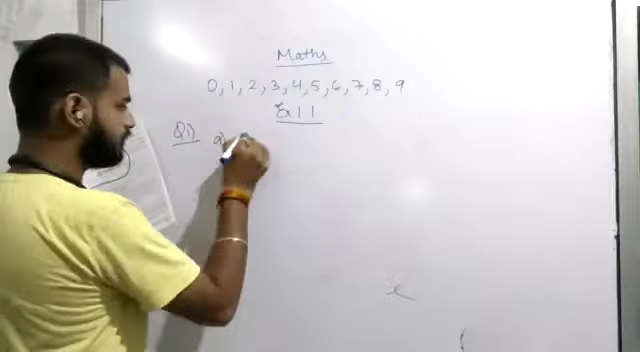 Maths
0, 1, 2, 3, 4, 5, 6, 7, 8, 9
Ex 1 1
Q1) a)